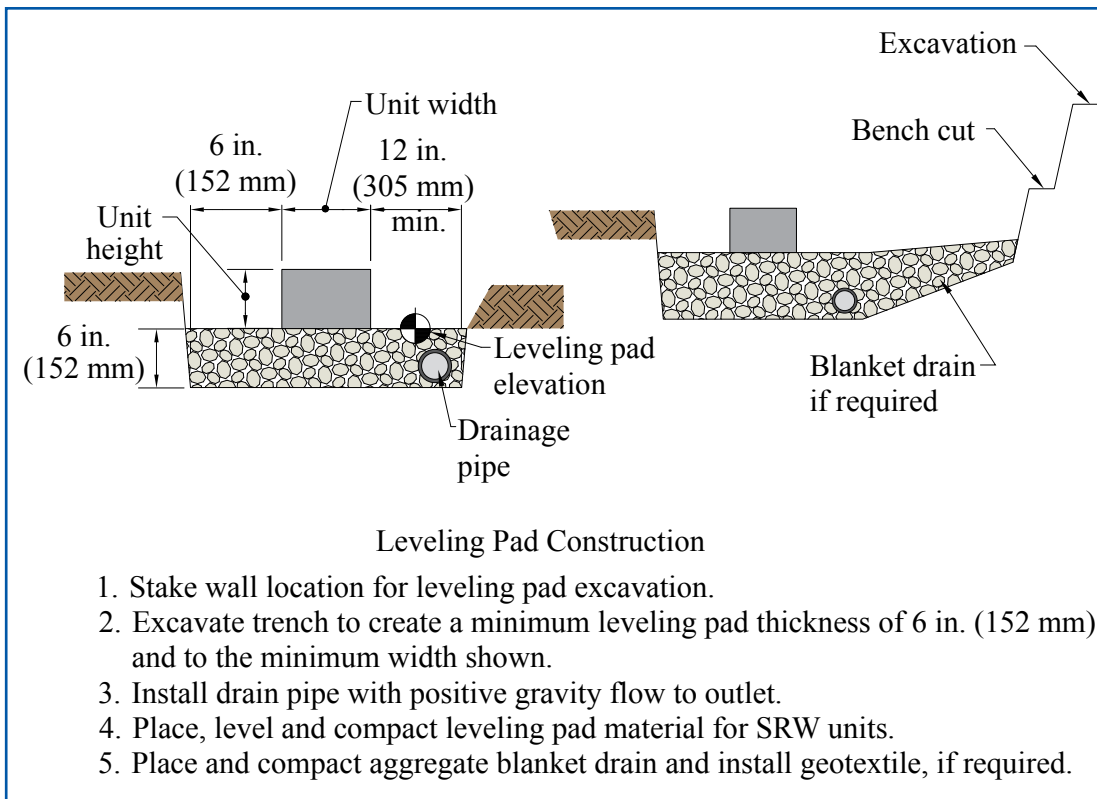 Excavation
Unit width
Bench cut
6 in.
(152 mm)
12 in.
(305 mm)
min.
Unit
height
6 in.
(152 mm)
Leveling pad
elevation
Blanket drain
if required
Drainage
pipe
Leveling Pad Construction
1. Stake wall location for leveling pad excavation.
2. Excavate trench to create a minimum leveling pad thickness of 6 in. (152 mm)
and to the minimum width shown.
3. Install drain pipe with positive gravity flow to outlet.
4. Place, level and compact leveling pad material for SRW units.
5. Place and compact aggregate blanket drain and install geotextile, if required.